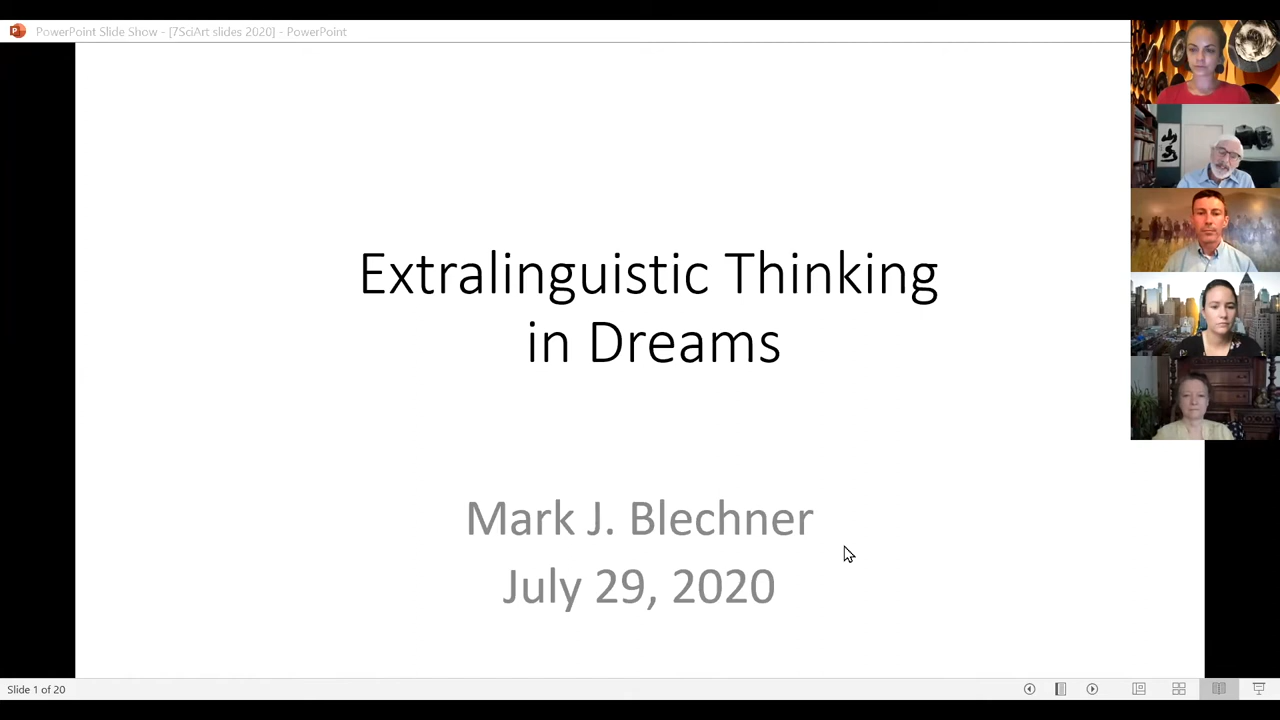 PowerPoint Slide Show - [7SciArt slides 2020] - PowerPoint
Extralinguistic Thinking
in Dreams
Mark J. Blechner
July 29, 2020
Slide 1 of 20